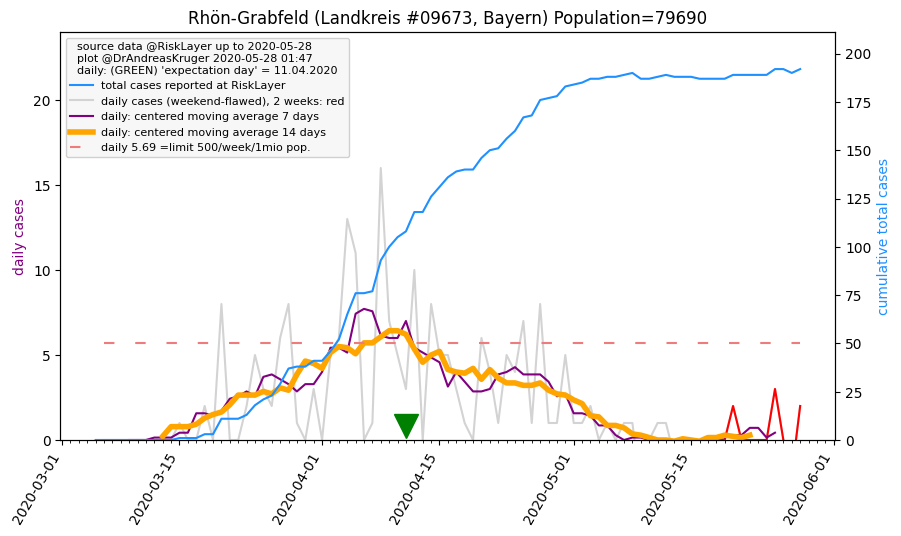 Rhön-Grabfeld (Landkreis #09673, Bayern) Population=79690
source data @RiskLayer up to 2020-05-28
plot @DrAndreasKruger 2020-05-28 01:47
daily: (GREEN) 'expectation day' = 11.04.2020
total cases reported at RiskLayer
daily cases (weekend-flawed), 2 weeks: red
daily: centered moving average 7 days
daily: centered moving average 14 days
daily 5.69 =limit 500/week/1mio pop.
daily cases
20
15
10
5
0
cumulative total cases
200
175
150
125
100
75
50
25
0
2020-03-01
2020-03-15
2020-04-01
2020-04-15
2020-05-01
2020-05-15
2020-06-01